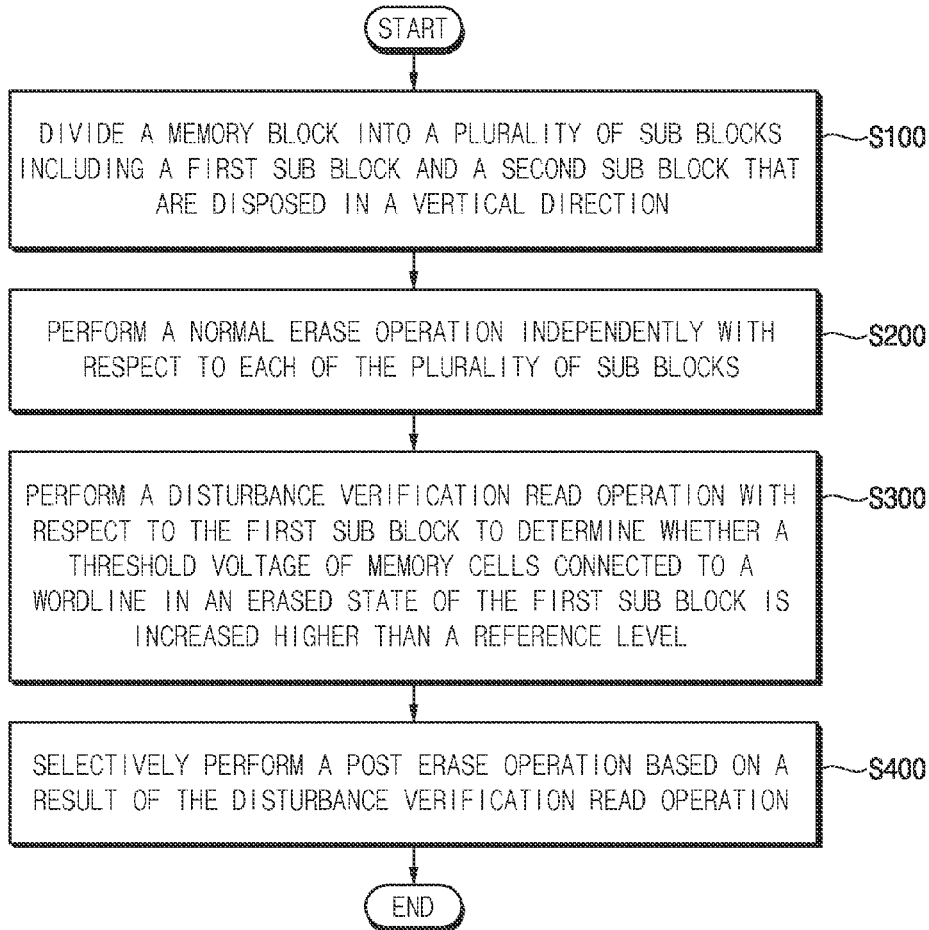 START
DIVIDE A MEMORY BLOCK INTO A PLURALITY OF SUB BLOCKS
INCLUDING A FIRST SUB BLOCK AND A SECOND SUB BLOCK THAT
ARE DISPOSED IN A VERTICAL DIRECTION
S100
PERFORM A NORMAL ERASE OPERATION INDEPENDENTLY WITH
RESPECT TO EACH OF THE PLURALITY OF SUB BLOCKS
S200
PERFORM A DISTURBANCE VERIFICATION READ OPERATION WITH
RESPECT TO THE FIRST SUB BLOCK TO DETERMINE WHETHER A
THRESHOLD VOLTAGE OF MEMORY CELLS CONNECTED TO A
WORDLINE IN AN ERASED STATE OF THE FIRST SUB BLOCK IS
INCREASED HIGHER THAN A REFERENCE LEVEL
S300
SELECTIVELY PERFORM A POST ERASE OPERATION BASED ON A
RESULT OF THE DISTURBANCE VERIFICATION READ OPERATION
S400
END